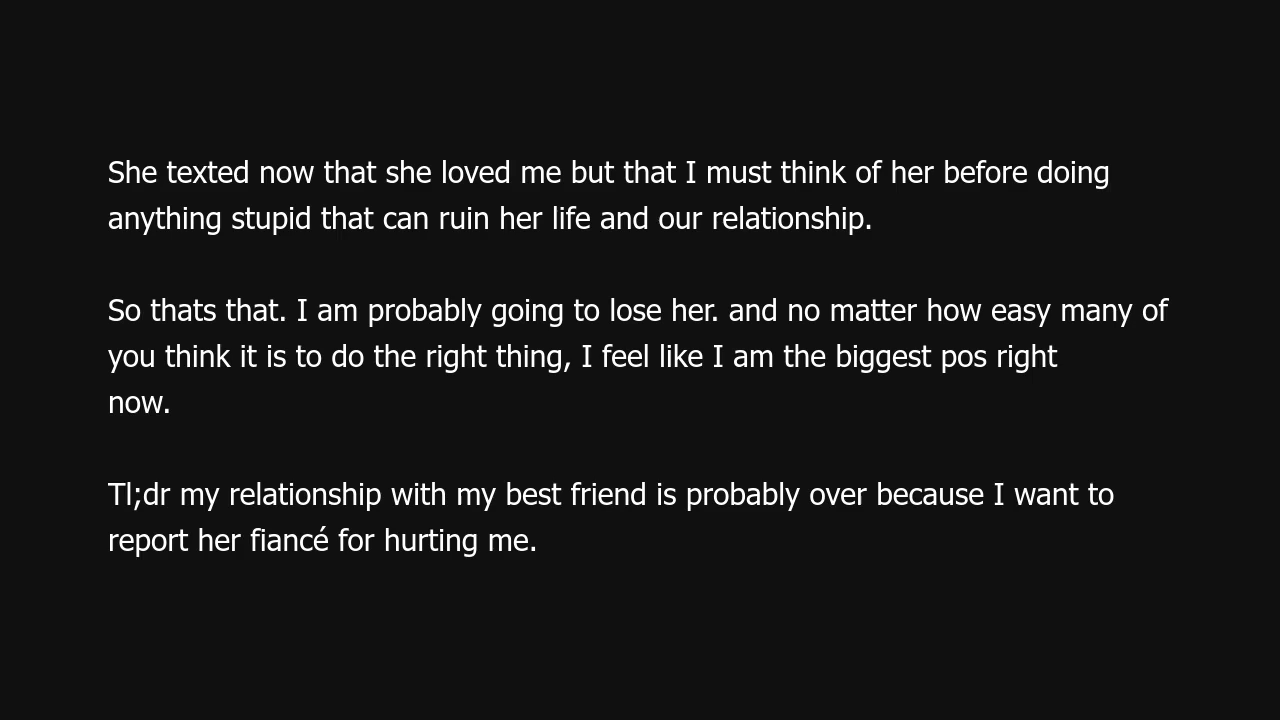 She texted now that she loved me but that I must think of her before doing
anything stupid that can ruin her life and our relationship.
So thats that. I am probably going to lose her. and no matter how easy many of
you think it is to do the right thing, I feel like I am the biggest pos right
now.
Tl;dr my relationship with my best friend is probably over because I want to
report her fiancé for hurting me.